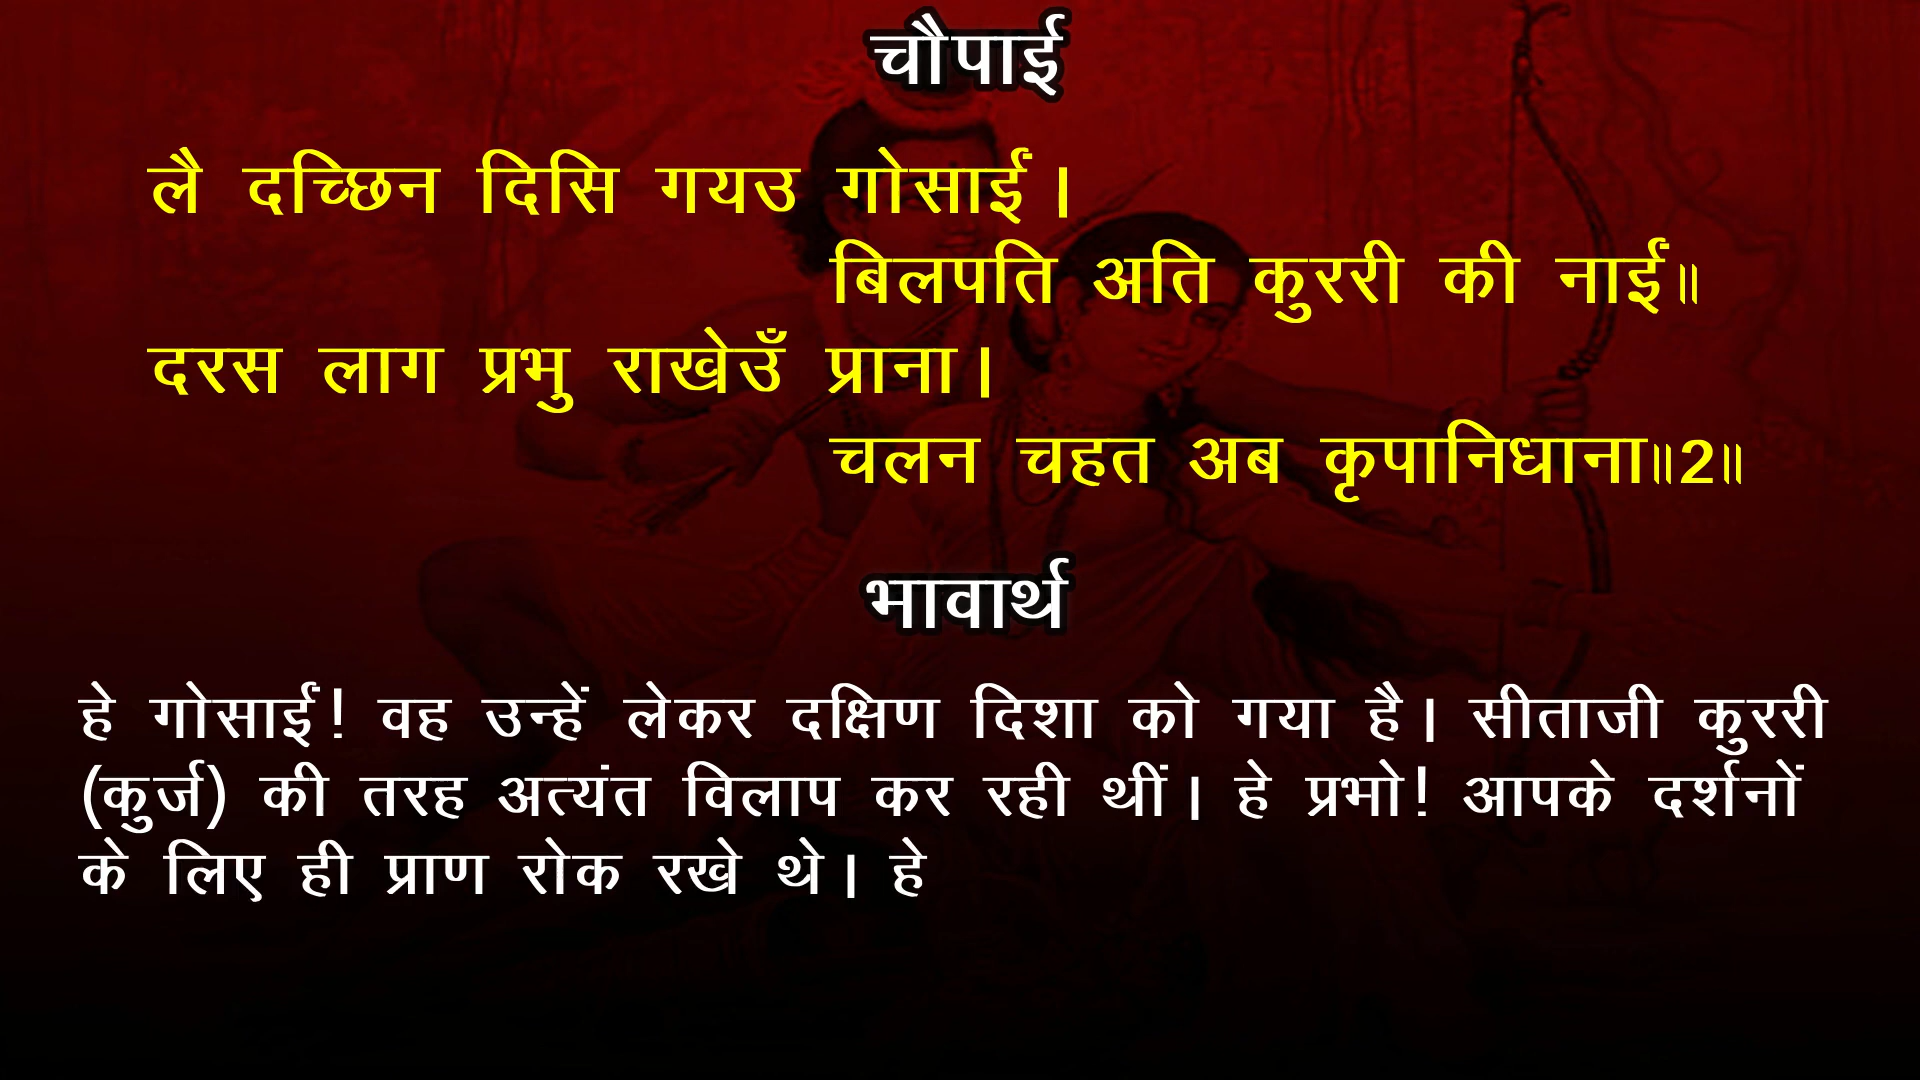 चौपाई
लै दच्छिन दिसि गयउ गोसाईं।
बिलपति अति कुररी की नाईं॥
दरस लाग प्रभु राखेउँ प्राना।
चलन चहत अब कृपानिधाना॥2॥
भावार्थ
हे गोसाईं! वह उन्हें लेकर दक्षिण दिशा को गया है। सीताजी कुररी
(कुर्ज) की तरह अत्यंत विलाप कर रही थीं। हे प्रभो! आपके दर्शनों
के लिए ही प्राण रोक रखे थे। हे